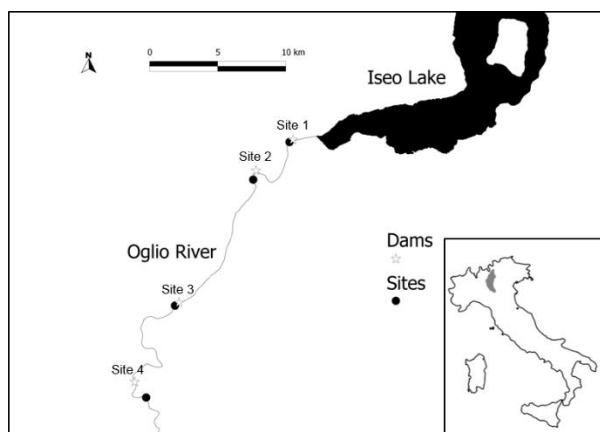 N
0 5 10 km
Iseo Lake
Site 1
Site 2
Oglio River
Dams
Sites
Site 3
Site 4